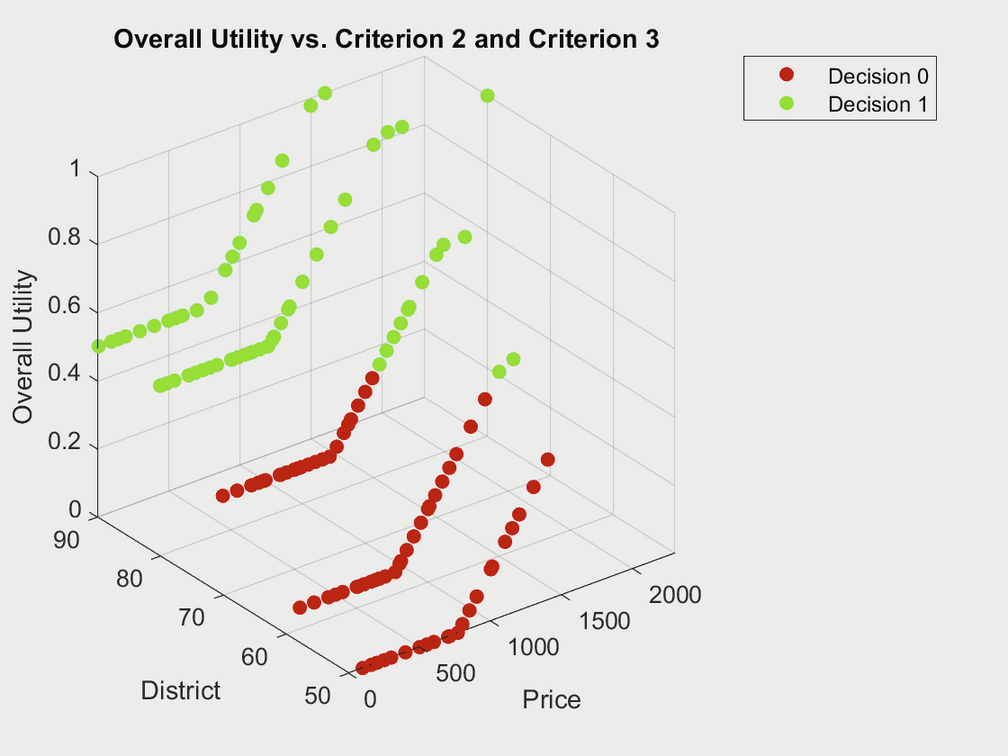 Overall Utility vs. Criterion 2 and Criterion 3
Decision 0
Decision 1
Overall Utility
1
0.8
0.6
0.4
0.2
0
90
80
70
60
50
District
0
500
1000
1500
2000
Price